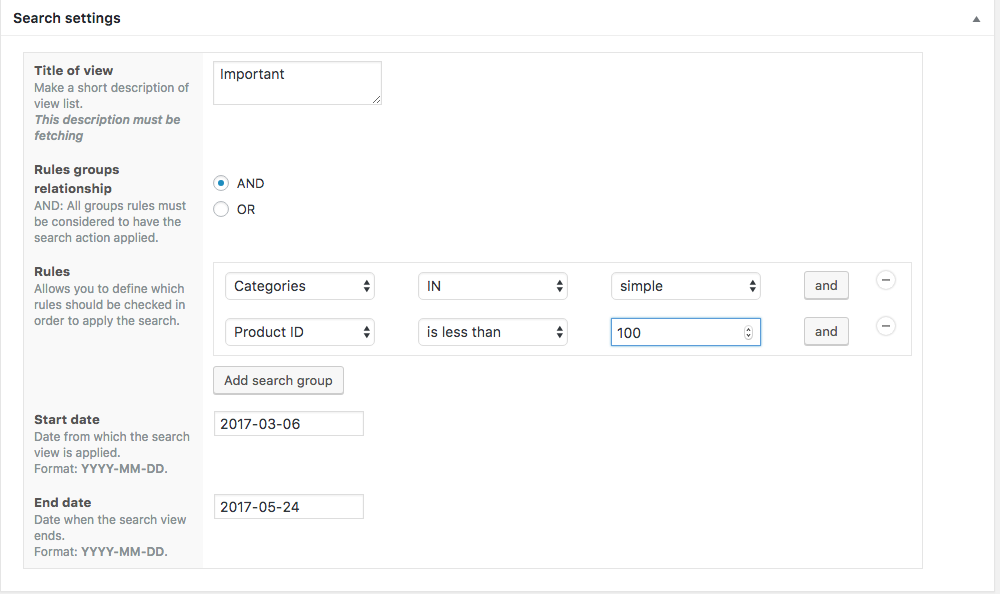 Search settings
Title of view
Make a short description of
view list.
This description must be
fetching
Important
Rules groups
relationship
AND: All groups rules must
be considered to have the
search action applied.
AND
OR
Rules
Allows you to define which
rules should be checked in
order to apply the search.
Categories IN simple and
Product ID is less than 100 and
Add search group
Start date
Date from which the search
view is applied.
Format: YYYY-MM-DD.
2017-03-06
End date
Date when the search view
ends.
Format: YYYY-MM-DD.
2017-05-24